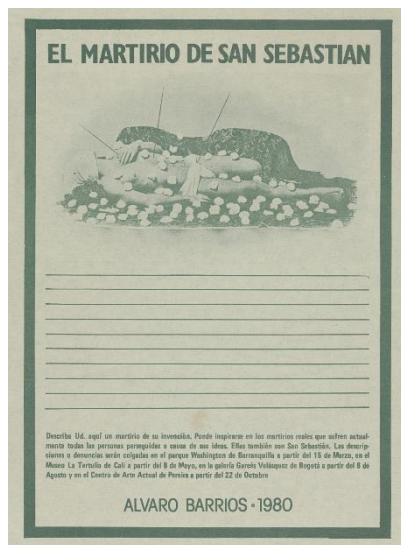 EL MARTIRIO DE SAN SEBASTIAN
Describa Ud. aquí un martirio de su invención. Puede inspirarse en los martirios reales que sufren actual-
mente todas las personas perseguidas a causa de sus ideas. Ellas también son San Sebastián. Las descrip-
ciones o denuncias serán colgadas en el parque Washington de Barranquilla a partir del 15 de Marzo, en el
Museo La Tertulia de Cali a partir del 8 de Mayo, en la galería Garcés Velásquez de Bogotá a partir del 6 de
Agosto y en el Centro de Arte Actual de Pereira a partir del 22 de Octubre
ALVARO BARRIOS - 1980